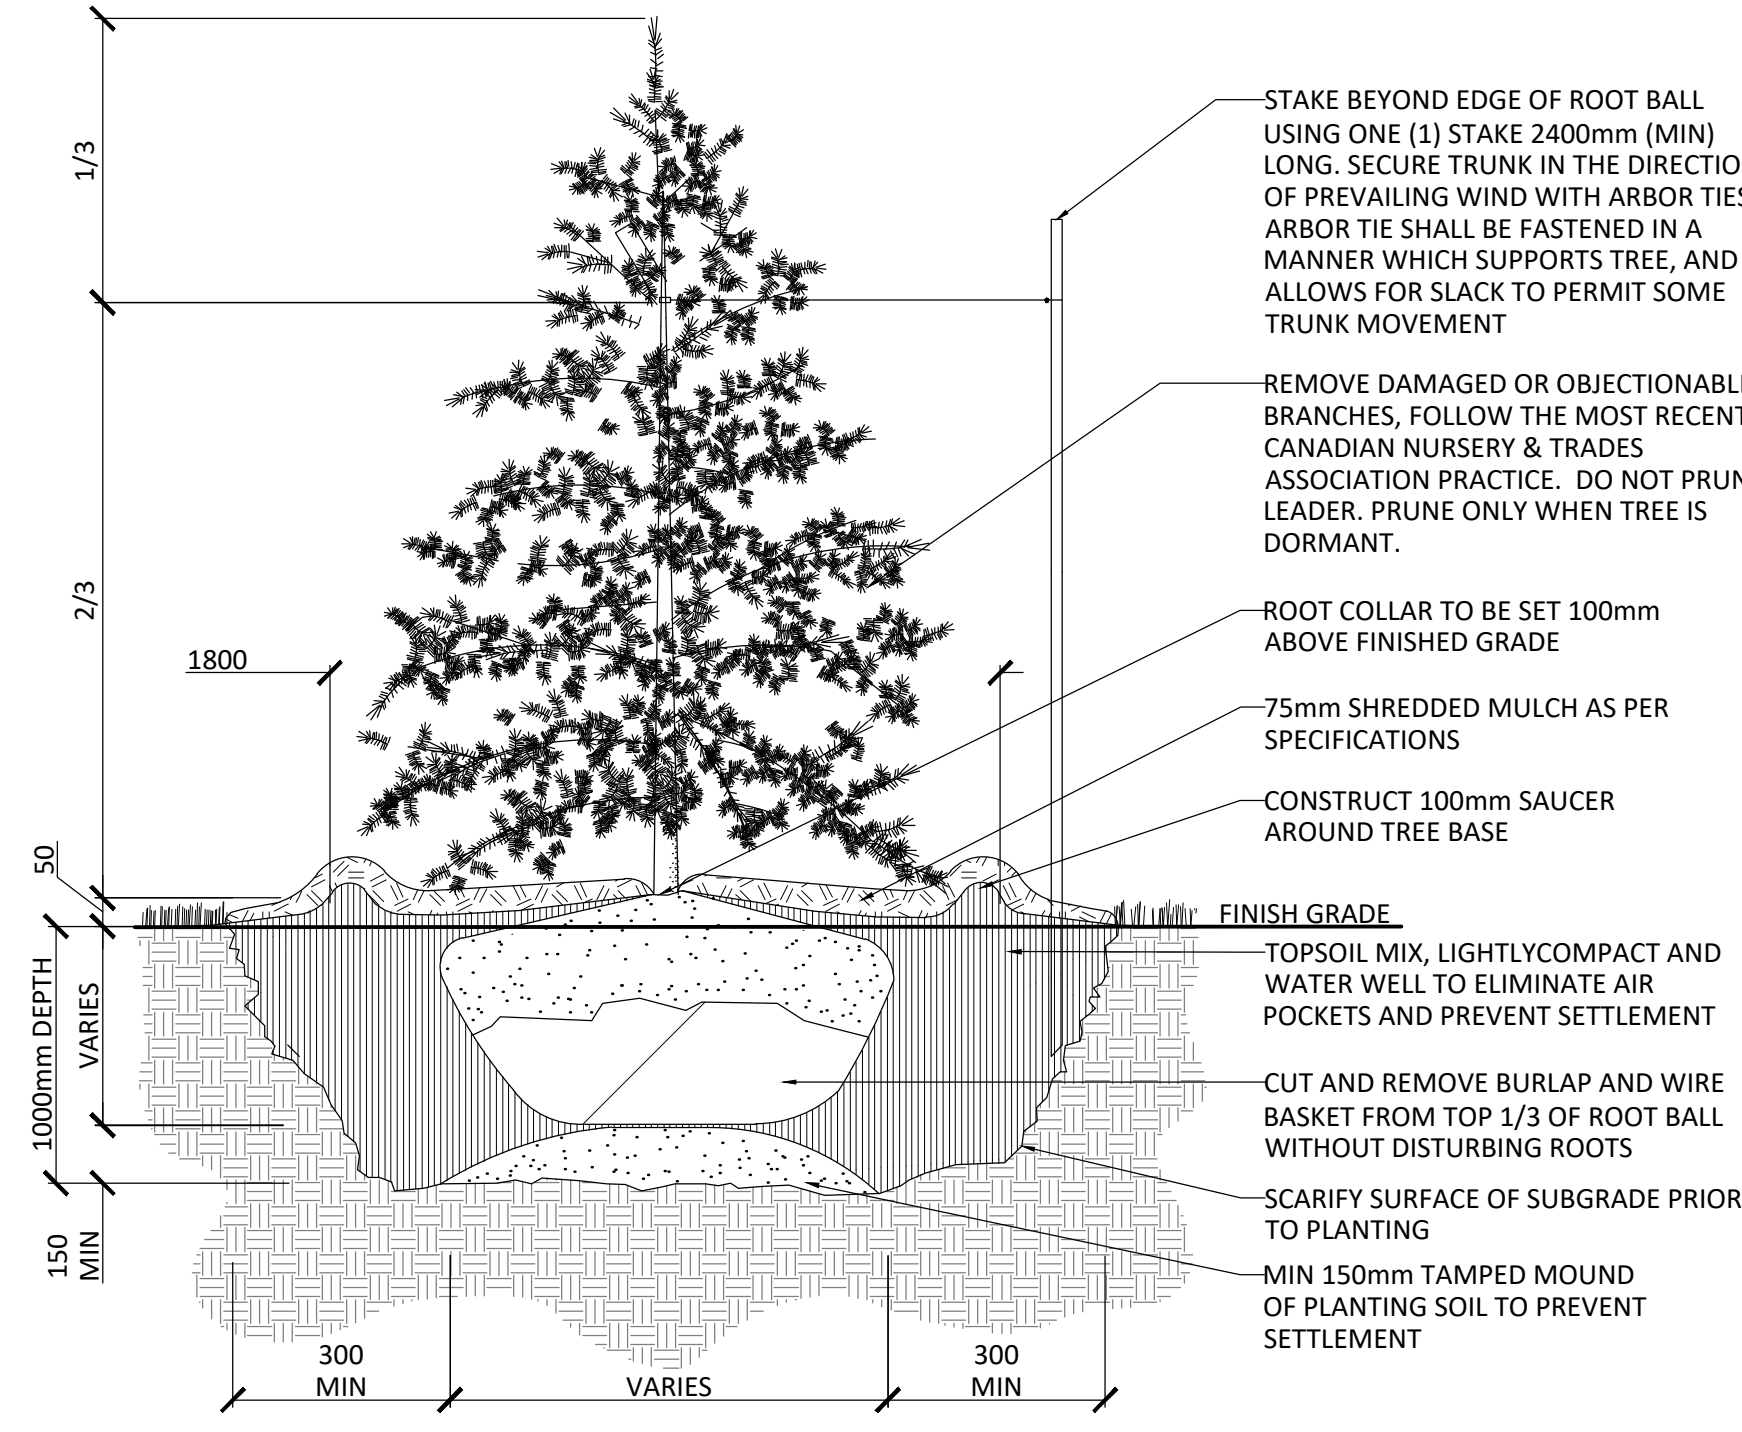 1/3
2/3
1800
50
1000mm DEPTH
VARIES
150
MIN
300
MIN
VARIES
300
MIN
STAKE BEYOND EDGE OF ROOT BALL
USING ONE (1) STAKE 2400mm (MIN)
LONG. SECURE TRUNK IN THE DIRECTIO
OF PREVAILING WIND WITH ARBOR TIES
ARBOR TIE SHALL BE FASTENED IN A
MANNER WHICH SUPPORTS TREE, AND
ALLOWS FOR SLACK TO PERMIT SOME
TRUNK MOVEMENT
REMOVE DAMAGED OR OBJECTIONABL
BRANCHES, FOLLOW THE MOST RECENT
CANADIAN NURSERY & TRADES
ASSOCIATION PRACTICE. DO NOT PRUN
LEADER. PRUNE ONLY WHEN TREE IS
DORMANT.
ROOT COLLAR TO BE SET 100mm
ABOVE FINISHED GRADE
75mm SHREDDED MULCH AS PER
SPECIFICATIONS
CONSTRUCT 100mm SAUCER
AROUND TREE BASE
FINISH GRADE
TOPSOIL MIX, LIGHTLYCOMPACT AND
WATER WELL TO ELIMINATE AIR
POCKETS AND PREVENT SETTLEMENT
CUT AND REMOVE BURLAP AND WIRE
BASKET FROM TOP 1/3 OF ROOT BALL
WITHOUT DISTURBING ROOTS
SCARIFY SURFACE OF SUBGRADE PRIOR
TO PLANTING
MIN 150mm TAMPED MOUND
OF PLANTING SOIL TO PREVENT
SETTLEMENT